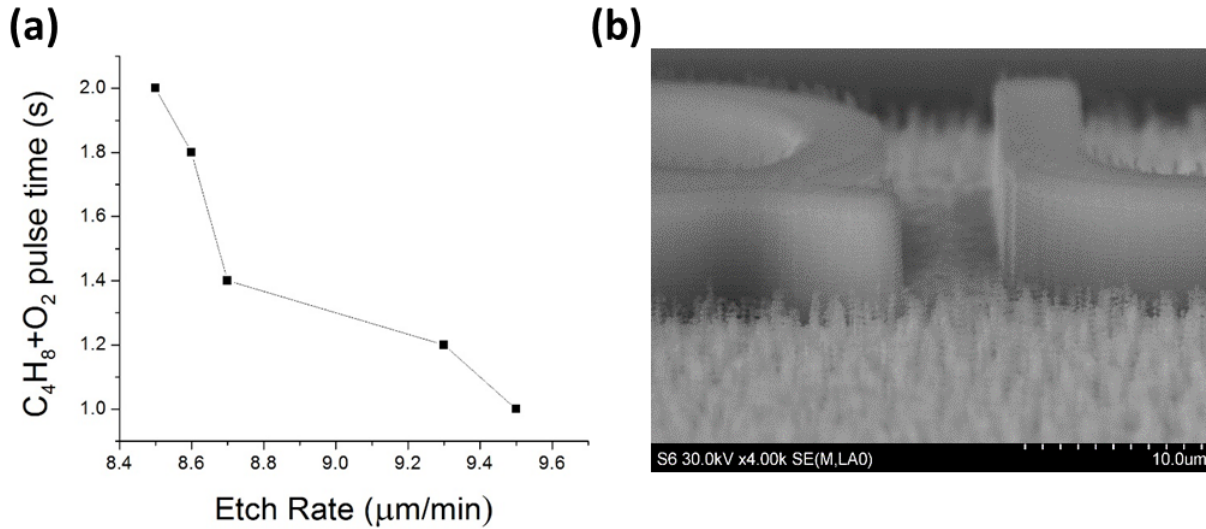 (a)
(b)
C₄H₈+O₂ pulse time (s)
2.0
1.8
1.6
1.4
1.2
1.0
8.4 8.6 8.8 9.0 9.2 9.4 9.6
Etch Rate (μm/min)
S6 30.0kV x4.00k SE(M,LA0) 10.0um